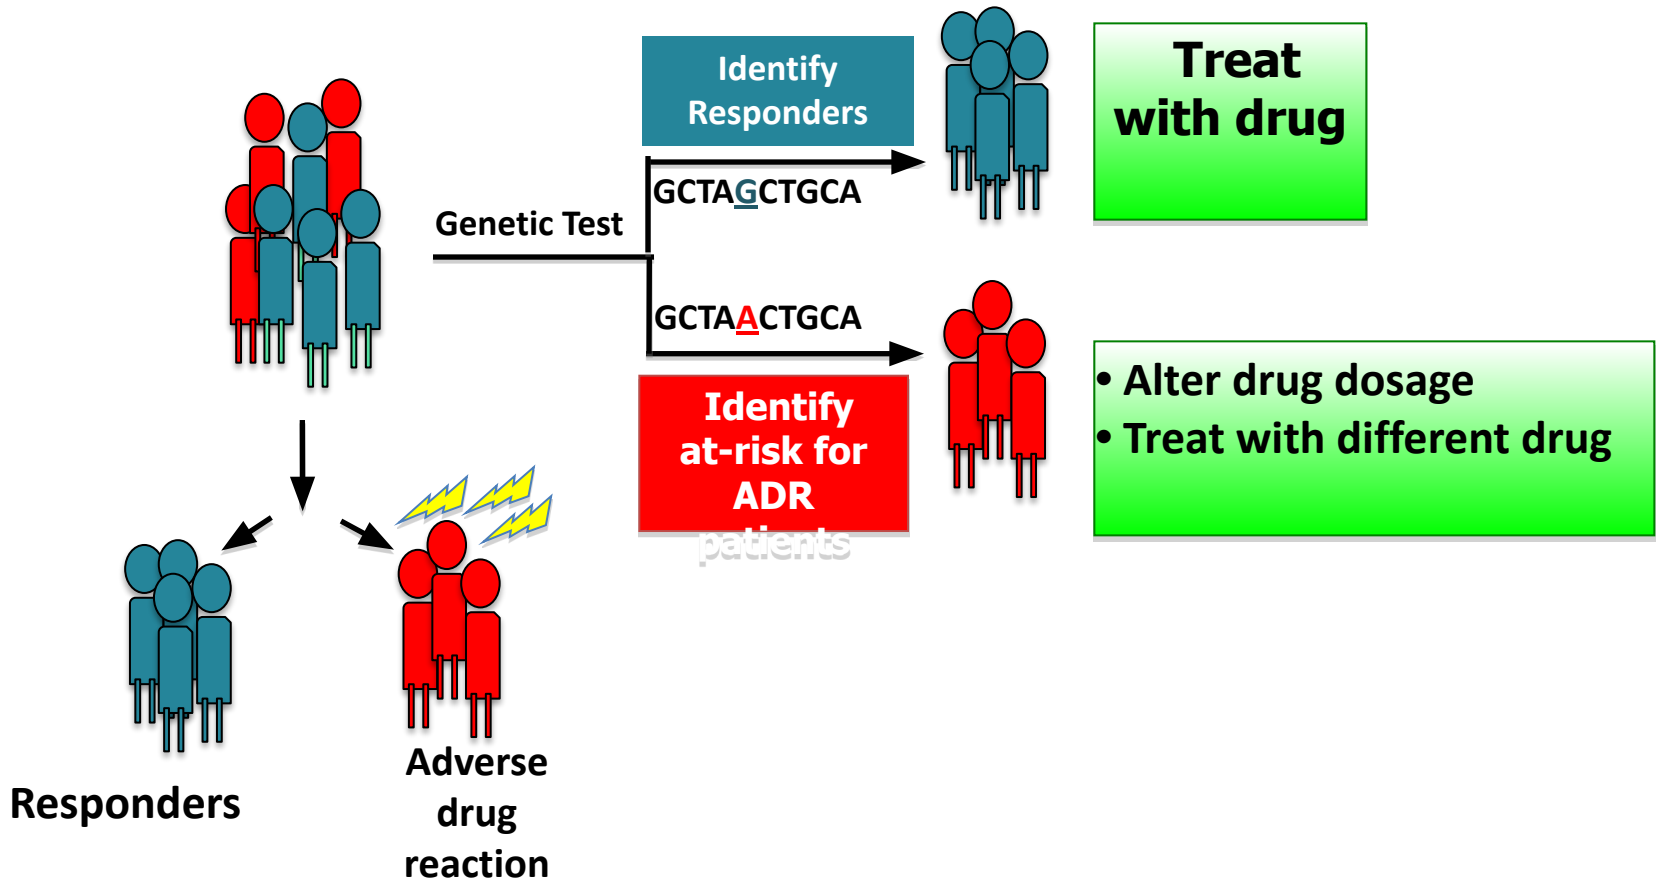 Identify
Responders
Treat
with drug
GCTAGCTGCA
Genetic Test
GCTAACTGCA
Identify
at-risk for
ADR
patients
• Alter drug dosage
• Treat with different drug
Responders
Adverse
drug
reaction